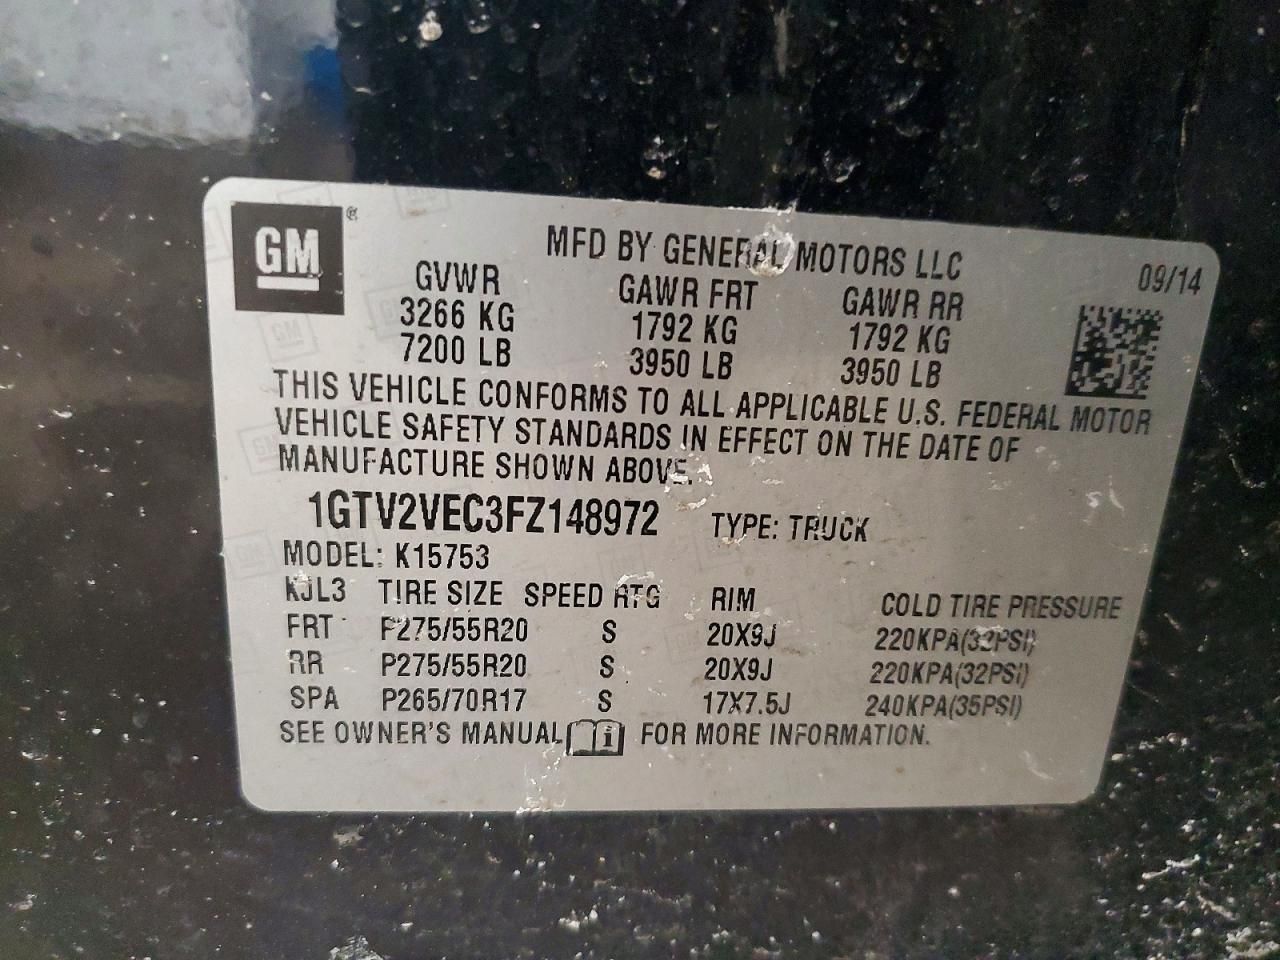 GM®
MFD BY GENERAL MOTORS LLC
09/14
GVWR GAWR FRT GAWR RR
3266 KG 1792 KG 1792 KG
7200 LB 3950 LB 3950 LB
THIS VEHICLE CONFORMS TO ALL APPLICABLE U.S. FEDERAL MOTOR
VEHICLE SAFETY STANDARDS IN EFFECT ON THE DATE OF
MANUFACTURE SHOWN ABOVE.
1GTV2VEC3FZ148972 TYPE: TRUCK
MODEL: K15753
KJL3 TIRE SIZE SPEED RTG RIM COLD TIRE PRESSURE
FRT P275/55R20 S 20X9J 220KPA(32PSI)
RR P275/55R20 S 20X9J 220KPA(32PSI)
SPA P265/70R17 S 17X7.5J 240KPA(35PSI)
SEE OWNER'S MANUAL i FOR MORE INFORMATION.